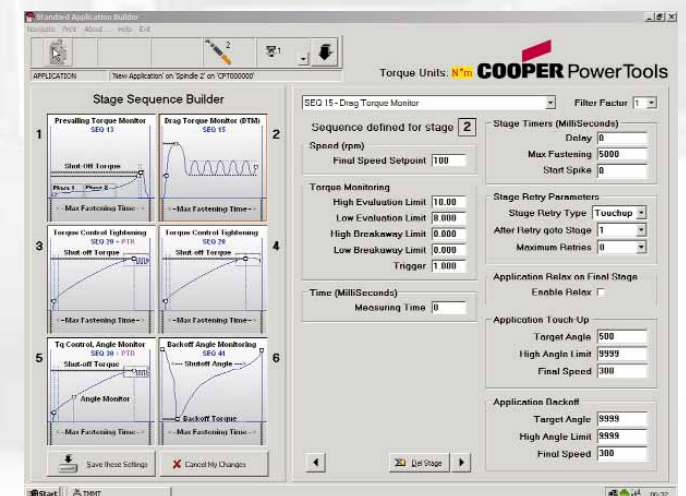 Standard Application Builder
Navigate Print About... Help Exit
2
1
APPLICATION
'New Application' on 'Spindle 2' on 'CPT000000'
Torque Units: N*m
COOPER PowerTools
Stage Sequence Builder
1
Prevailing Torque Monitor
SEQ 13
Shut-Off Torque
Phase 1 Phase 2
--Max Fastening Time--
Drag Torque Monitor (DTM)
SEQ 15
--Max Fastening Time--
2
3
Torque Control Tightening
SEQ 20 - PTR
Shut-off Torque
--Max Fastening Time--
Torque Control Tightening
SEQ 20
Shut-off Torque
--Max Fastening Time--
4
5
Tq Control, Angle Monitor
SEQ 30 - PTR
Shut-off Torque
Angle Monitor
--Max Fastening Time--
Backoff Angle Monitoring
SEQ 41
Shutoff Angle
Backoff Torque
--Max Fastening Time--
6
Save these Settings
Cancel My Changes
SEQ 15 - Drag Torque Monitor
Filter Factor 1
Sequence defined for stage 2
Speed (rpm)
Final Speed Setpoint 100
Torque Monitoring
High Evaluation Limit 10.00
Low Evaluation Limit 8.000
High Breakaway Limit 0.000
Low Breakaway Limit 0.000
Trigger 1.000
Time (MilliSeconds)
Measuring Time 0
Stage Timers (MilliSeconds)
Delay 0
Max Fastening 5000
Start Spike 0
Stage Retry Parameters
Stage Retry Type Touchup
After Retry goto Stage 1
Maximum Retries 0
Application Relax on Final Stage
Enable Relax
Application Touch-Up
Target Angle 500
High Angle Limit 9999
Final Speed 300
Application Backoff
Target Angle 9999
High Angle Limit 9999
Final Speed 300
Del Stage
Start
TMMT